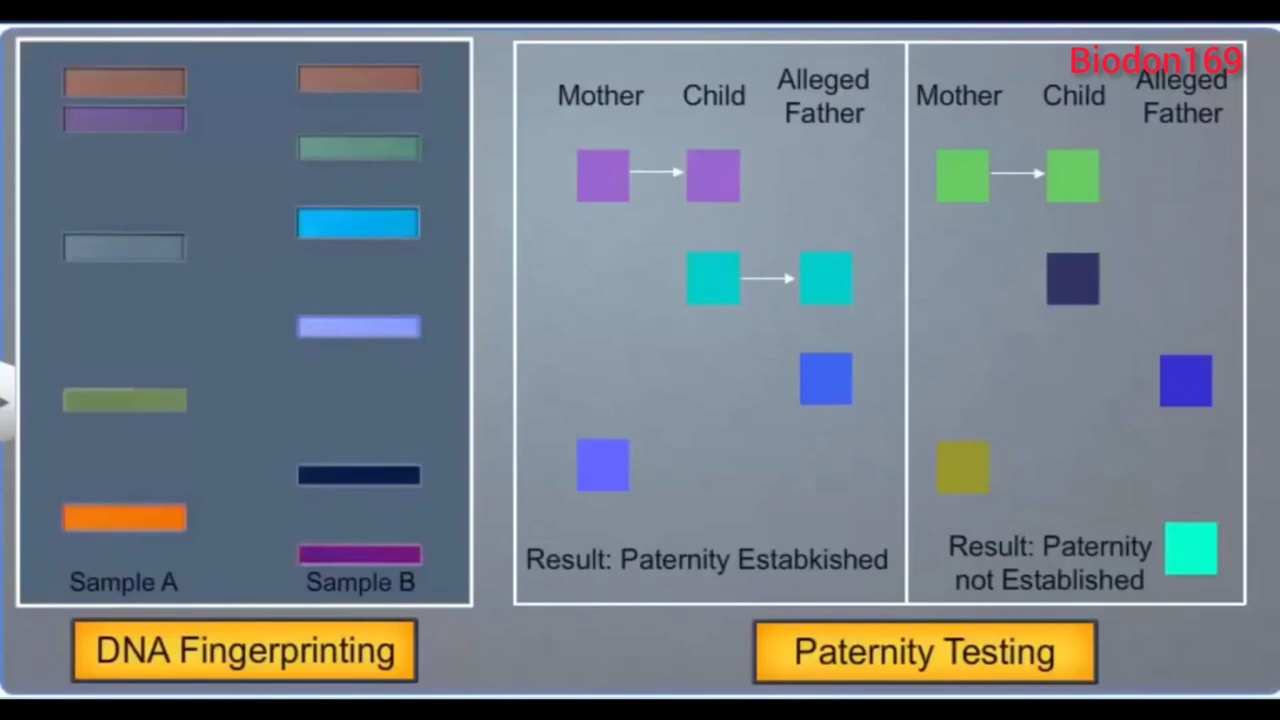 Biodon169
Mother
Child
Alleged
Father
Mother
Child
Alleged
Father
Result: Paternity Estabkished
Result: Paternity
not Established
Sample A
Sample B
DNA Fingerprinting
Paternity Testing